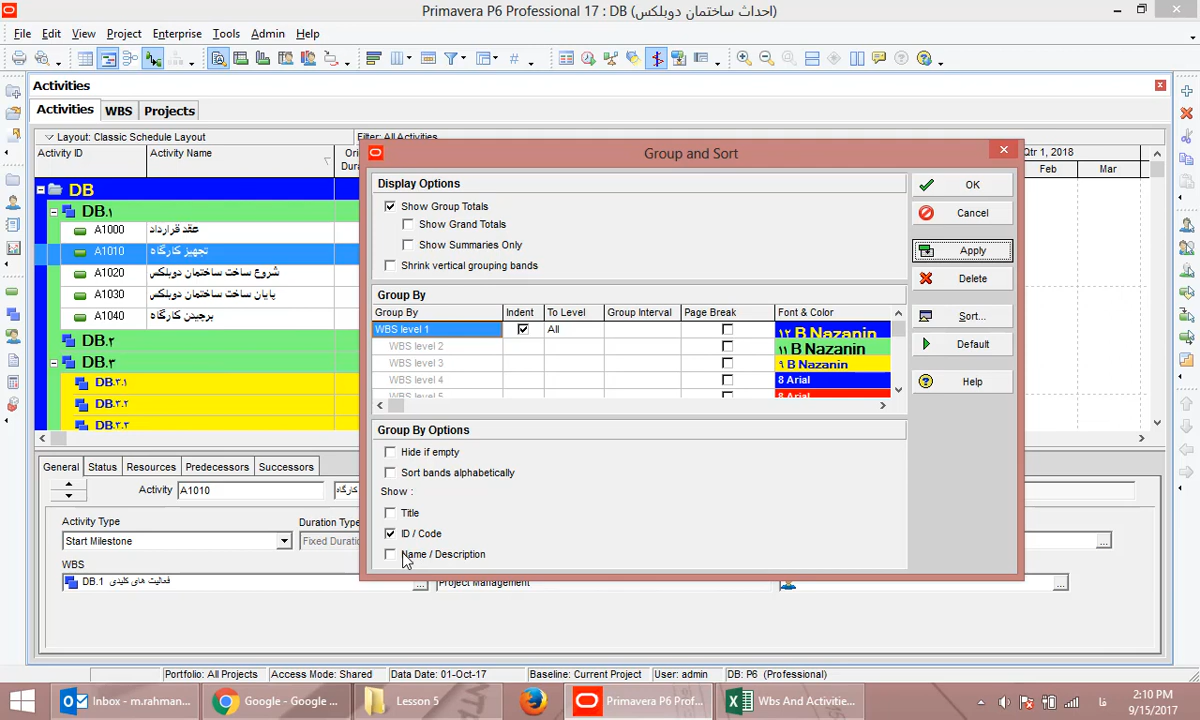 Primavera P6 Professional 17 : DB (احداث ساختمان دوبلکس)
File Edit View Project Enterprise Tools Admin Help
Activities
Activities WBS Projects
Layout: Classic Schedule Layout Filter: All Activities
Activity ID Activity Name Ori Dura Qtr 1, 2018
Feb Mar
DB
DB.۱
A1000 عقد قرارداد
A1010 تجهیز کارگاه
A1020 شروع ساخت ساختمان دوبلکس
A1030 پایان ساخت ساختمان دوبلکس
A1040 برچیدن کارگاه
DB.۲
DB.۳
DB.۳.۱
DB.۳.۲
DB.۳.۳
Group and Sort
Display Options
Show Group Totals
Show Grand Totals
Show Summaries Only
Shrink vertical grouping bands
Group By
Group By Indent To Level Group Interval Page Break Font & Color
WBS level 1 All ۱۲ B Nazanin
WBS level 2 ۱۱ B Nazanin
WBS level 3 ۹ B Nazanin
WBS level 4 8 Arial
WBS level 5 8 Arial
Group By Options
Hide if empty
Sort bands alphabetically
Show :
Title
ID / Code
Name / Description
OK
Cancel
Apply
Delete
Sort...
Default
Help
General Status Resources Predecessors Successors
Activity A1010 کارگاه
Activity Type Duration Type
Start Milestone Fixed Duration
WBS
DB.1 فعالیت های کلیدی ... Project Management ...
Portfolio: All Projects Access Mode: Shared Data Date: 01-Oct-17 Baseline: Current Project User: admin DB: P6 (Professional)
Inbox - m.rahman... Google - Google ... Lesson 5 Primavera P6 Prof... Wbs And Activitie... فا 2:10 PM
9/15/2017